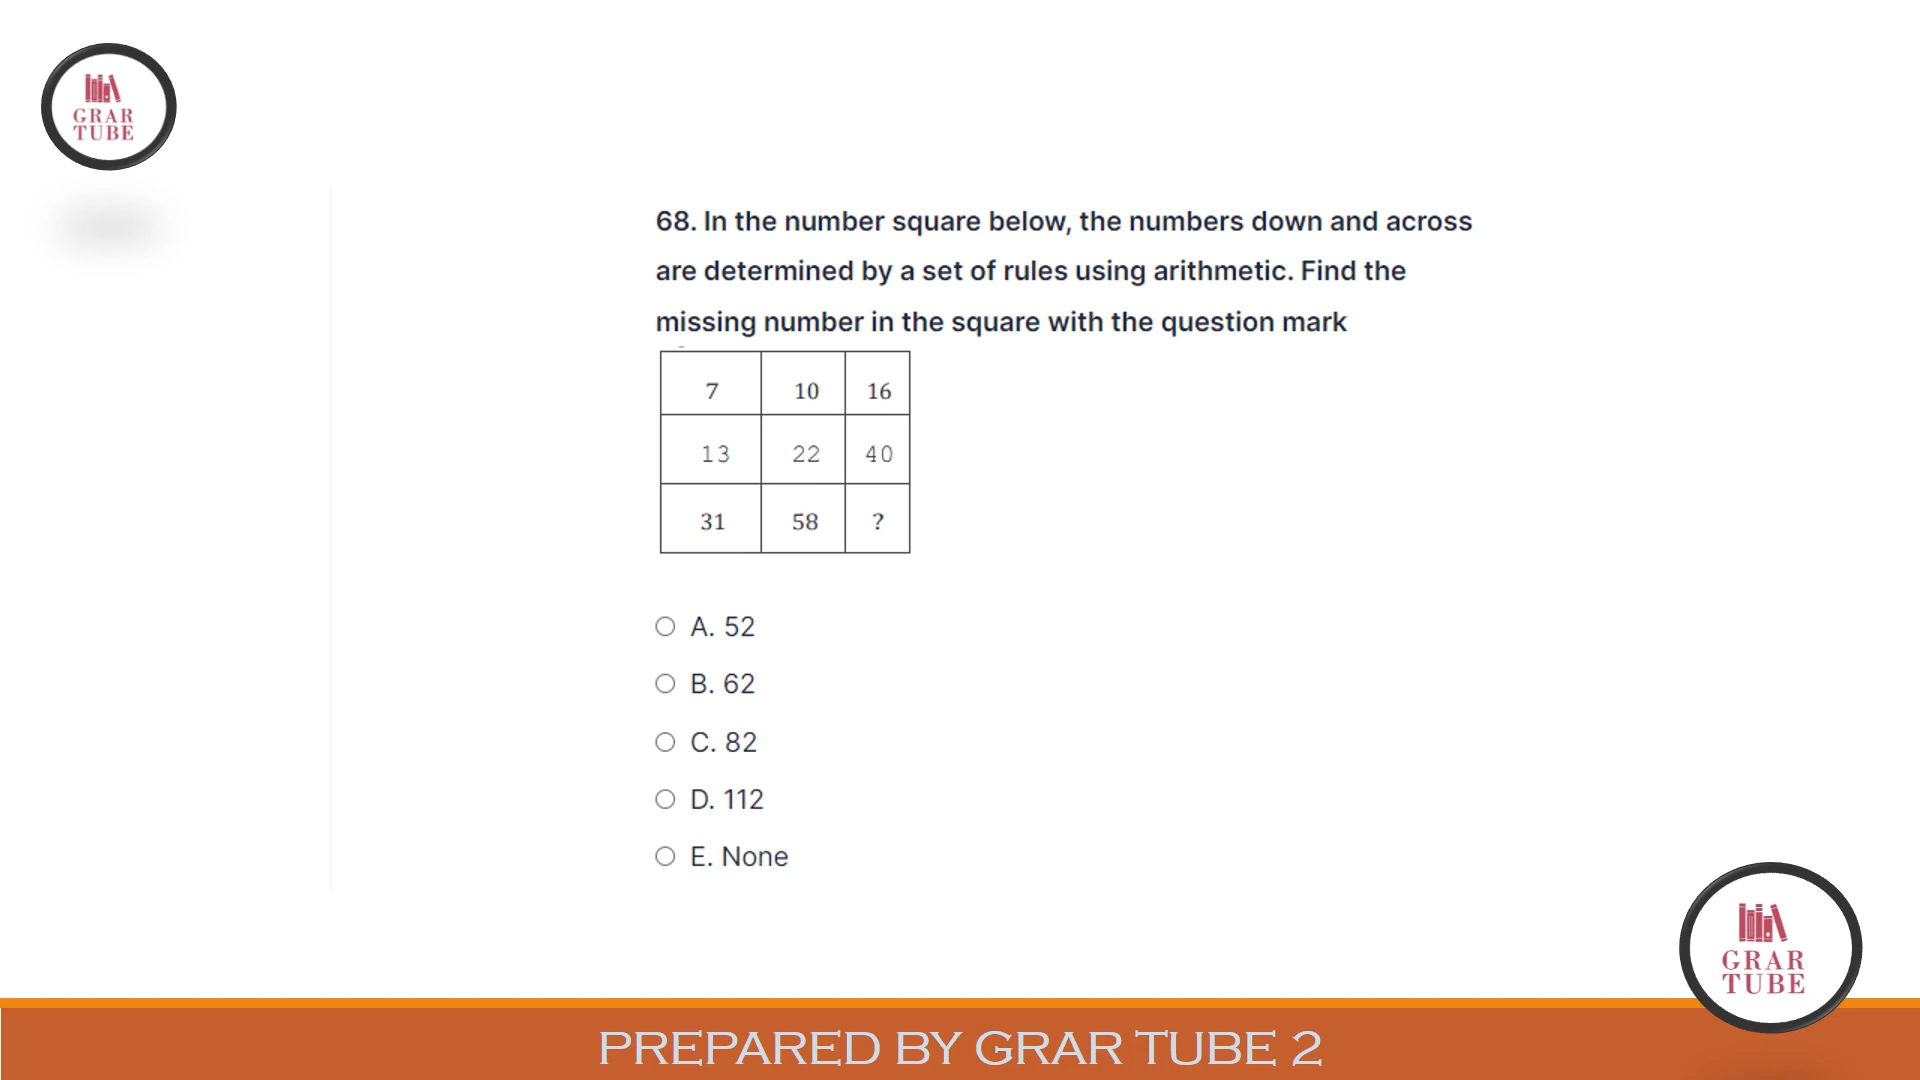 GRAR
TUBE
68. In the number square below, the numbers down and across
are determined by a set of rules using arithmetic. Find the
missing number in the square with the question mark
7 10 16
13 22 40
31 58 ?
A. 52
B. 62
C. 82
D. 112
E. None
GRAR
TUBE
PREPARED BY GRAR TUBE 2